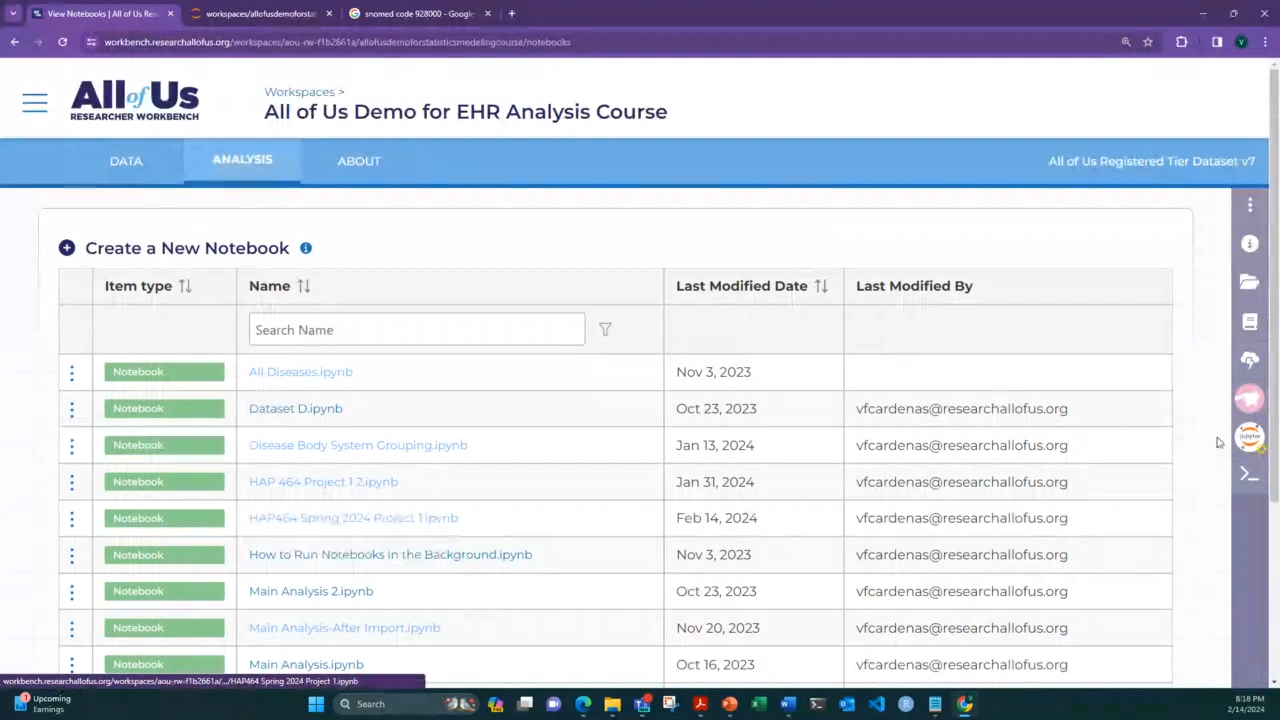 View Notebooks | All of Us Res
workspaces/allofusdemoforstati
snomed code 928000 - Google
workbench.researchallofus.org/workspaces/aou-rw-f1b2661a/allofusdemoforstatisticsmodelingcourse/notebooks
V
All of Us
RESEARCHER WORKBENCH
Workspaces >
All of Us Demo for EHR Analysis Course
DATA
ANALYSIS
ABOUT
All of Us Registered Tier Dataset v7
Create a New Notebook
Item type
Name
Last Modified Date
Last Modified By
Search Name
Notebook All Diseases.ipynb Nov 3, 2023
Notebook Dataset D.ipynb Oct 23, 2023 vfcardenas@researchallofus.org
Notebook Disease Body System Grouping.ipynb Jan 13, 2024 vfcardenas@researchallofus.org
Notebook HAP 464 Project 1 2.ipynb Jan 31, 2024 vfcardenas@researchallofus.org
Notebook HAP464 Spring 2024 Project 1.ipynb Feb 14, 2024 vfcardenas@researchallofus.org
Notebook How to Run Notebooks in the Background.ipynb Nov 3, 2023 vfcardenas@researchallofus.org
Notebook Main Analysis 2.ipynb Oct 23, 2023 vfcardenas@researchallofus.org
Notebook Main Analysis-After Import.ipynb Nov 20, 2023 vfcardenas@researchallofus.org
Notebook Main Analysis.ipynb Oct 16, 2023 vfcardenas@researchallofus.org
jupyter
workbench.researchallofus.org/workspaces/aou-rw-f1b2661a/.../HAP464 Spring 2024 Project 1.ipynb
1
Upcoming
Earnings
Search
8:18 PM
2/14/2024